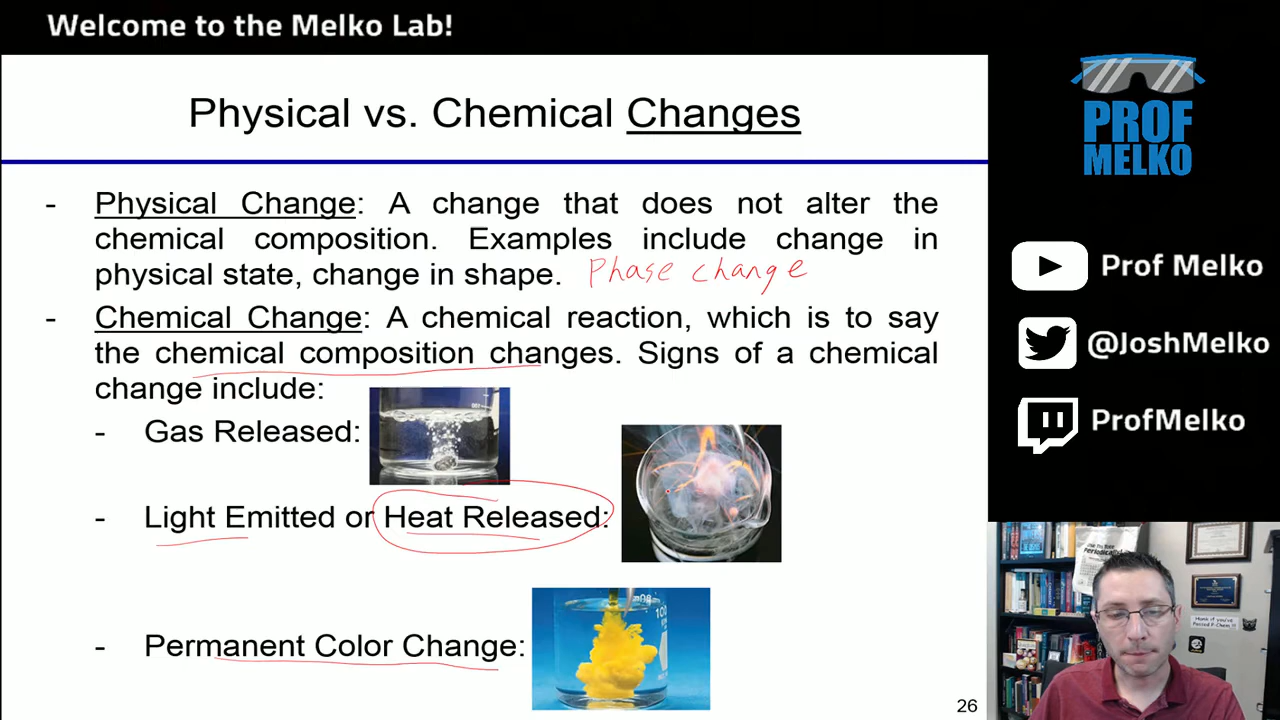 Welcome to the Melko Lab!
Physical vs. Chemical Changes
- Physical Change: A change that does not alter the
chemical composition. Examples include change in
physical state, change in shape. Phase change
- Chemical Change: A chemical reaction, which is to say
the chemical composition changes. Signs of a chemical
change include:
- Gas Released:
- Light Emitted or Heat Released:
- Permanent Color Change:
26
PROF
MELKO
Prof Melko
@JoshMelko
ProfMelko